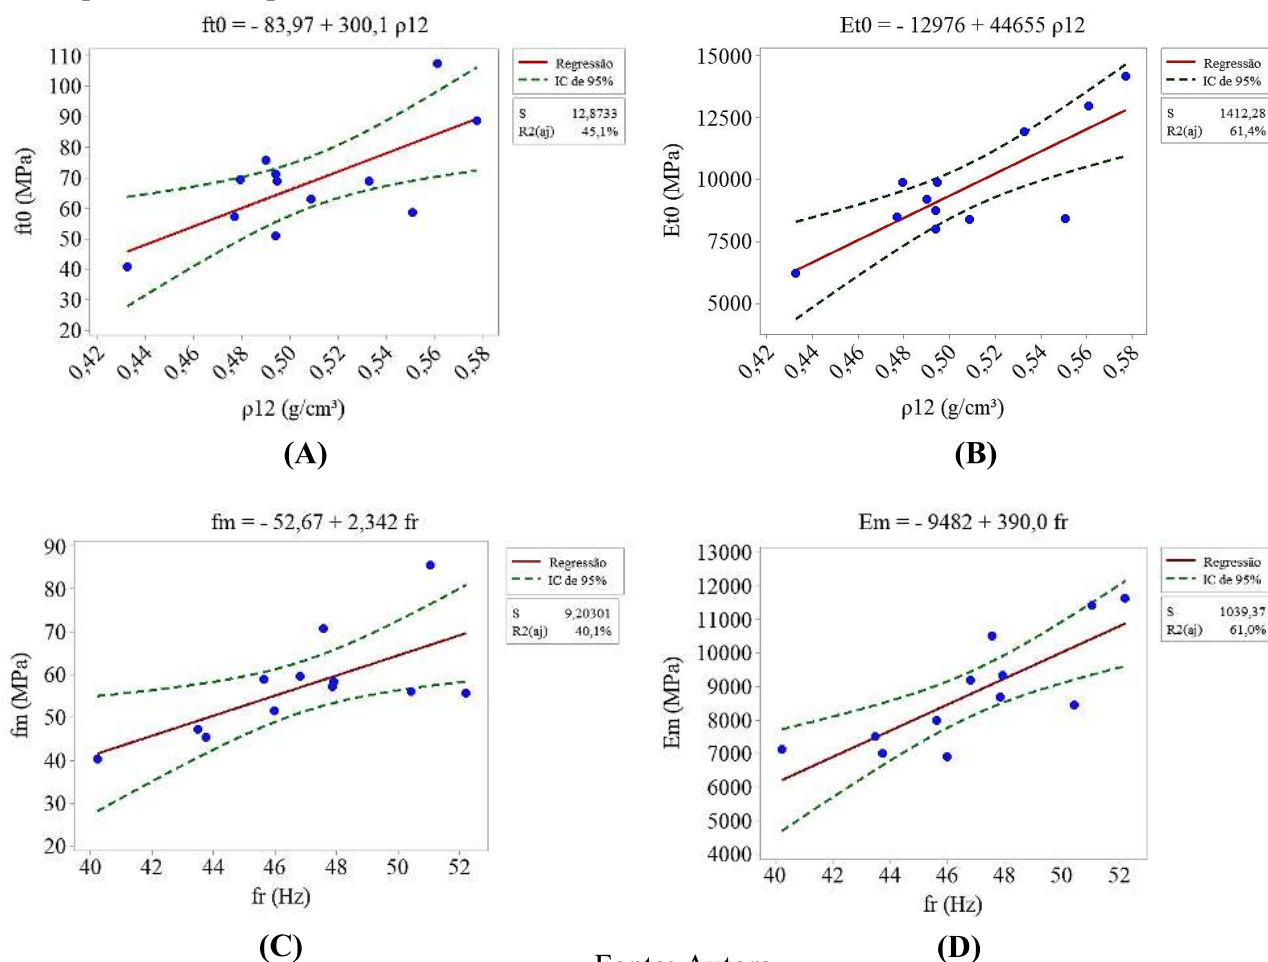 ft0 = - 83,97 + 300,1 ρ12
110
100
90
80
70
60
50
40
30
20
ft0 (MPa)
0,42 0,44 0,46 0,48 0,50 0,52 0,54 0,56 0,58
ρ12 (g/cm³)
Regressão
IC de 95%
S 12,8733
R2(aj) 45,1%
(A)
Et0 = - 12976 + 44655 ρ12
15000
12500
10000
7500
5000
Et0 (MPa)
0,42 0,44 0,46 0,48 0,50 0,52 0,54 0,56 0,58
ρ12 (g/cm³)
Regressão
IC de 95%
S 1412,28
R2(aj) 61,4%
(B)
fm = - 52,67 + 2,342 fr
90
80
70
60
50
40
30
20
fm (MPa)
40 42 44 46 48 50 52
fr (Hz)
Regressão
IC de 95%
S 9,20301
R2(aj) 40,1%
(C)
Em = - 9482 + 390,0 fr
13000
12000
11000
10000
9000
8000
7000
6000
5000
4000
Em (MPa)
40 42 44 46 48 50 52
fr (Hz)
Regressão
IC de 95%
S 1039,37
R2(aj) 61,0%
(D)